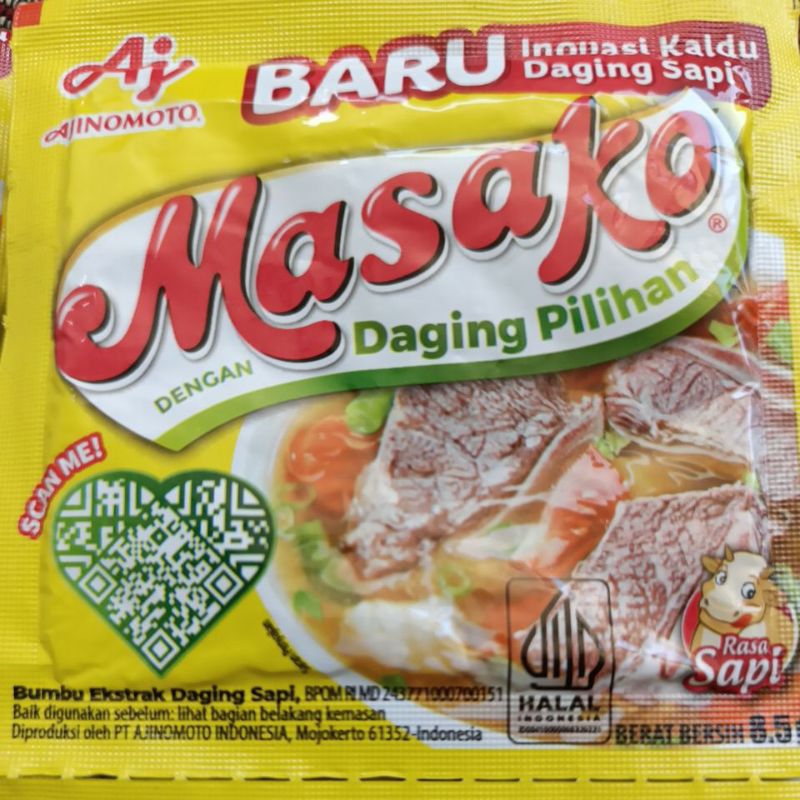 Aj
AJINOMOTO®
BARU
Inovasi Kaldu
Daging Sapi
Masako®
DENGAN Daging Pilihan
SCAN ME!
HALAL
INDONESIA
Rasa
Sapi
Bumbu Ekstrak Daging Sapi, BPOM RI MD 243771000700151
Baik digunakan sebelum: lihat bagian belakang kemasan
Diproduksi oleh PT AJINOMOTO INDONESIA, Mojokerto 61352-Indonesia
BERAT BERSIH 8.5g